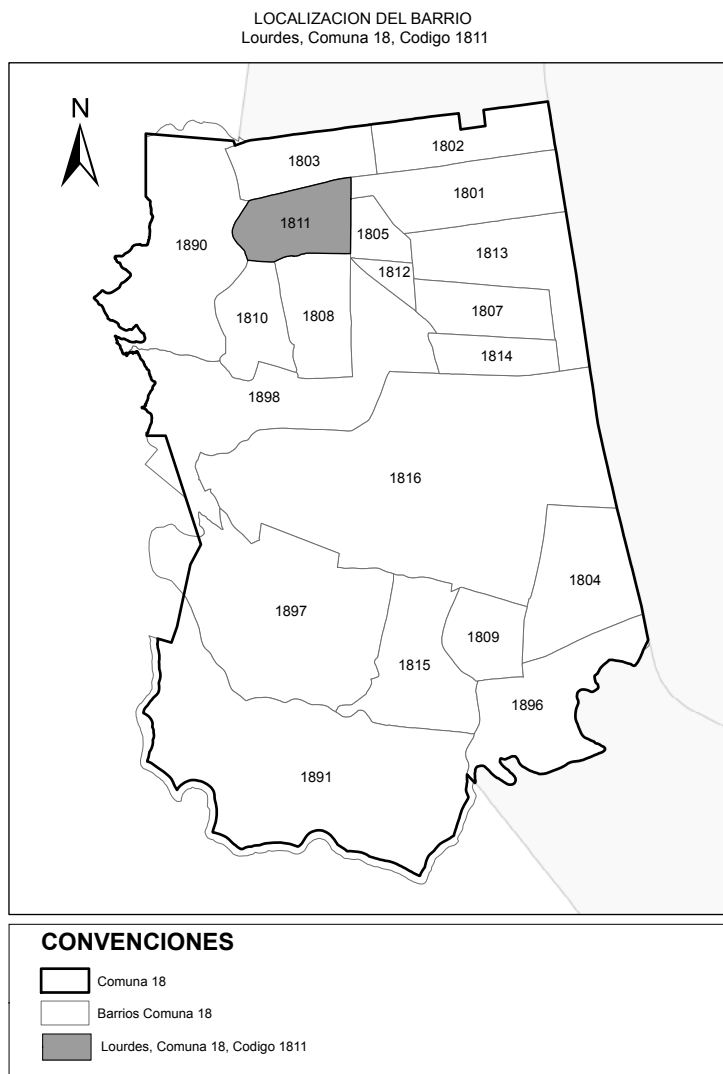 LOCALIZACION DEL BARRIO
Lourdes, Comuna 18, Codigo 1811
N
1802
1803
1801
1811
1805
1890
1813
1812
1807
1810
1808
1814
1898
1816
1804
1897
1809
1815
1896
1891
CONVENCIONES
Comuna 18
Barrios Comuna 18
Lourdes, Comuna 18, Codigo 1811